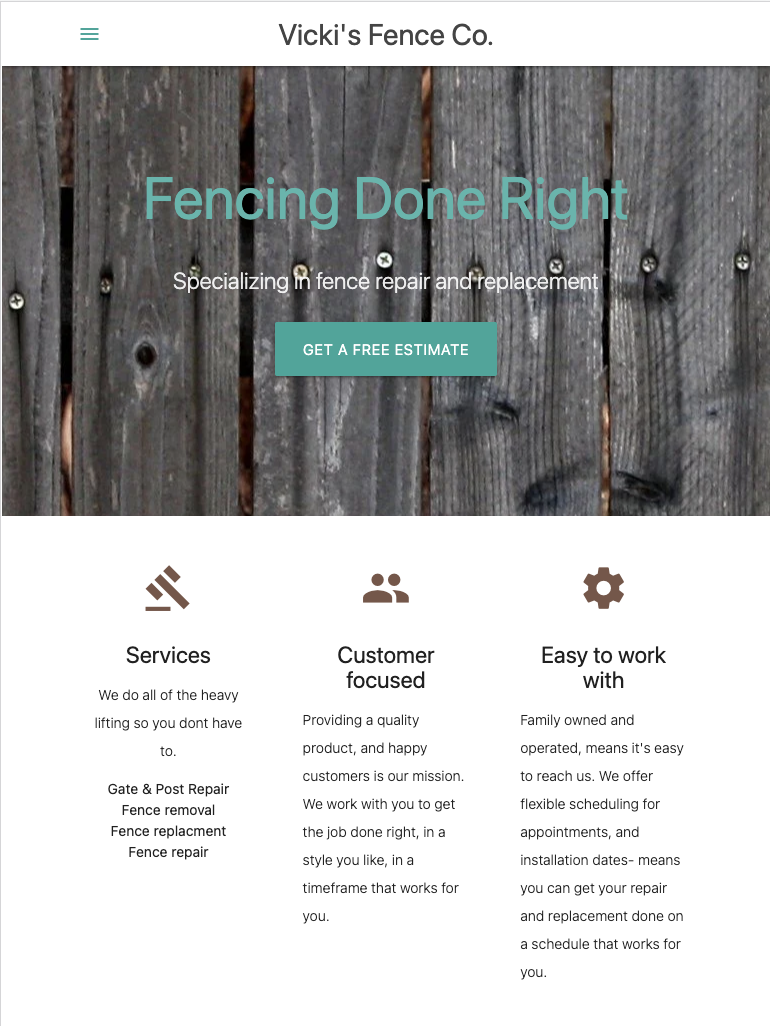 Vicki's Fence Co.
Fencing Done Right
Specializing in fence repair and replacement
GET A FREE ESTIMATE
Services
We do all of the heavy
lifting so you dont have
to.
Gate & Post Repair
Fence removal
Fence replacment
Fence repair
Customer
focused
Providing a quality
product, and happy
customers is our mission.
We work with you to get
the job done right, in a
style you like, in a
timeframe that works for
you.
Easy to work
with
Family owned and
operated, means it's easy
to reach us. We offer
flexible scheduling for
appointments, and
installation dates- means
you can get your repair
and replacement done on
a schedule that works for
you.